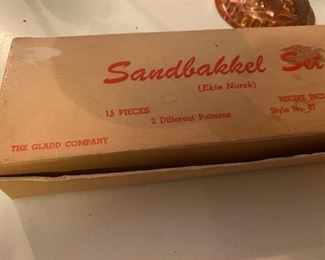 Sandbakkel Set
(Ekte Norsk)
15 PIECES
RECIPE INCL
3 Different Patterns
Style No. 37
THE GLADD COMPANY